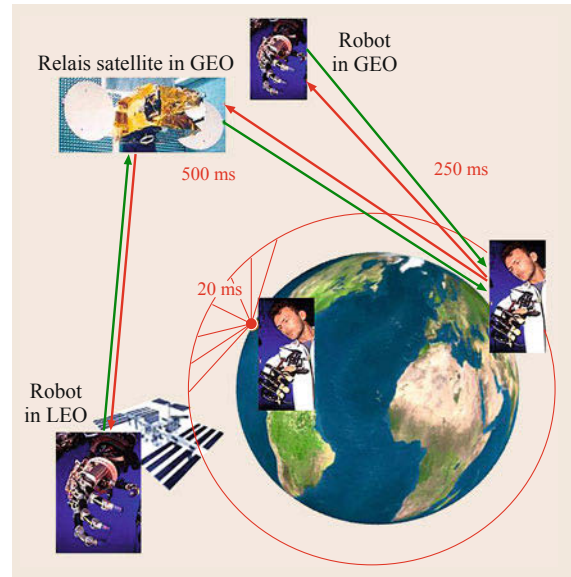 Robot
in GEO
Relais satellite in GEO
500 ms
250 ms
20 ms
Robot
in LEO